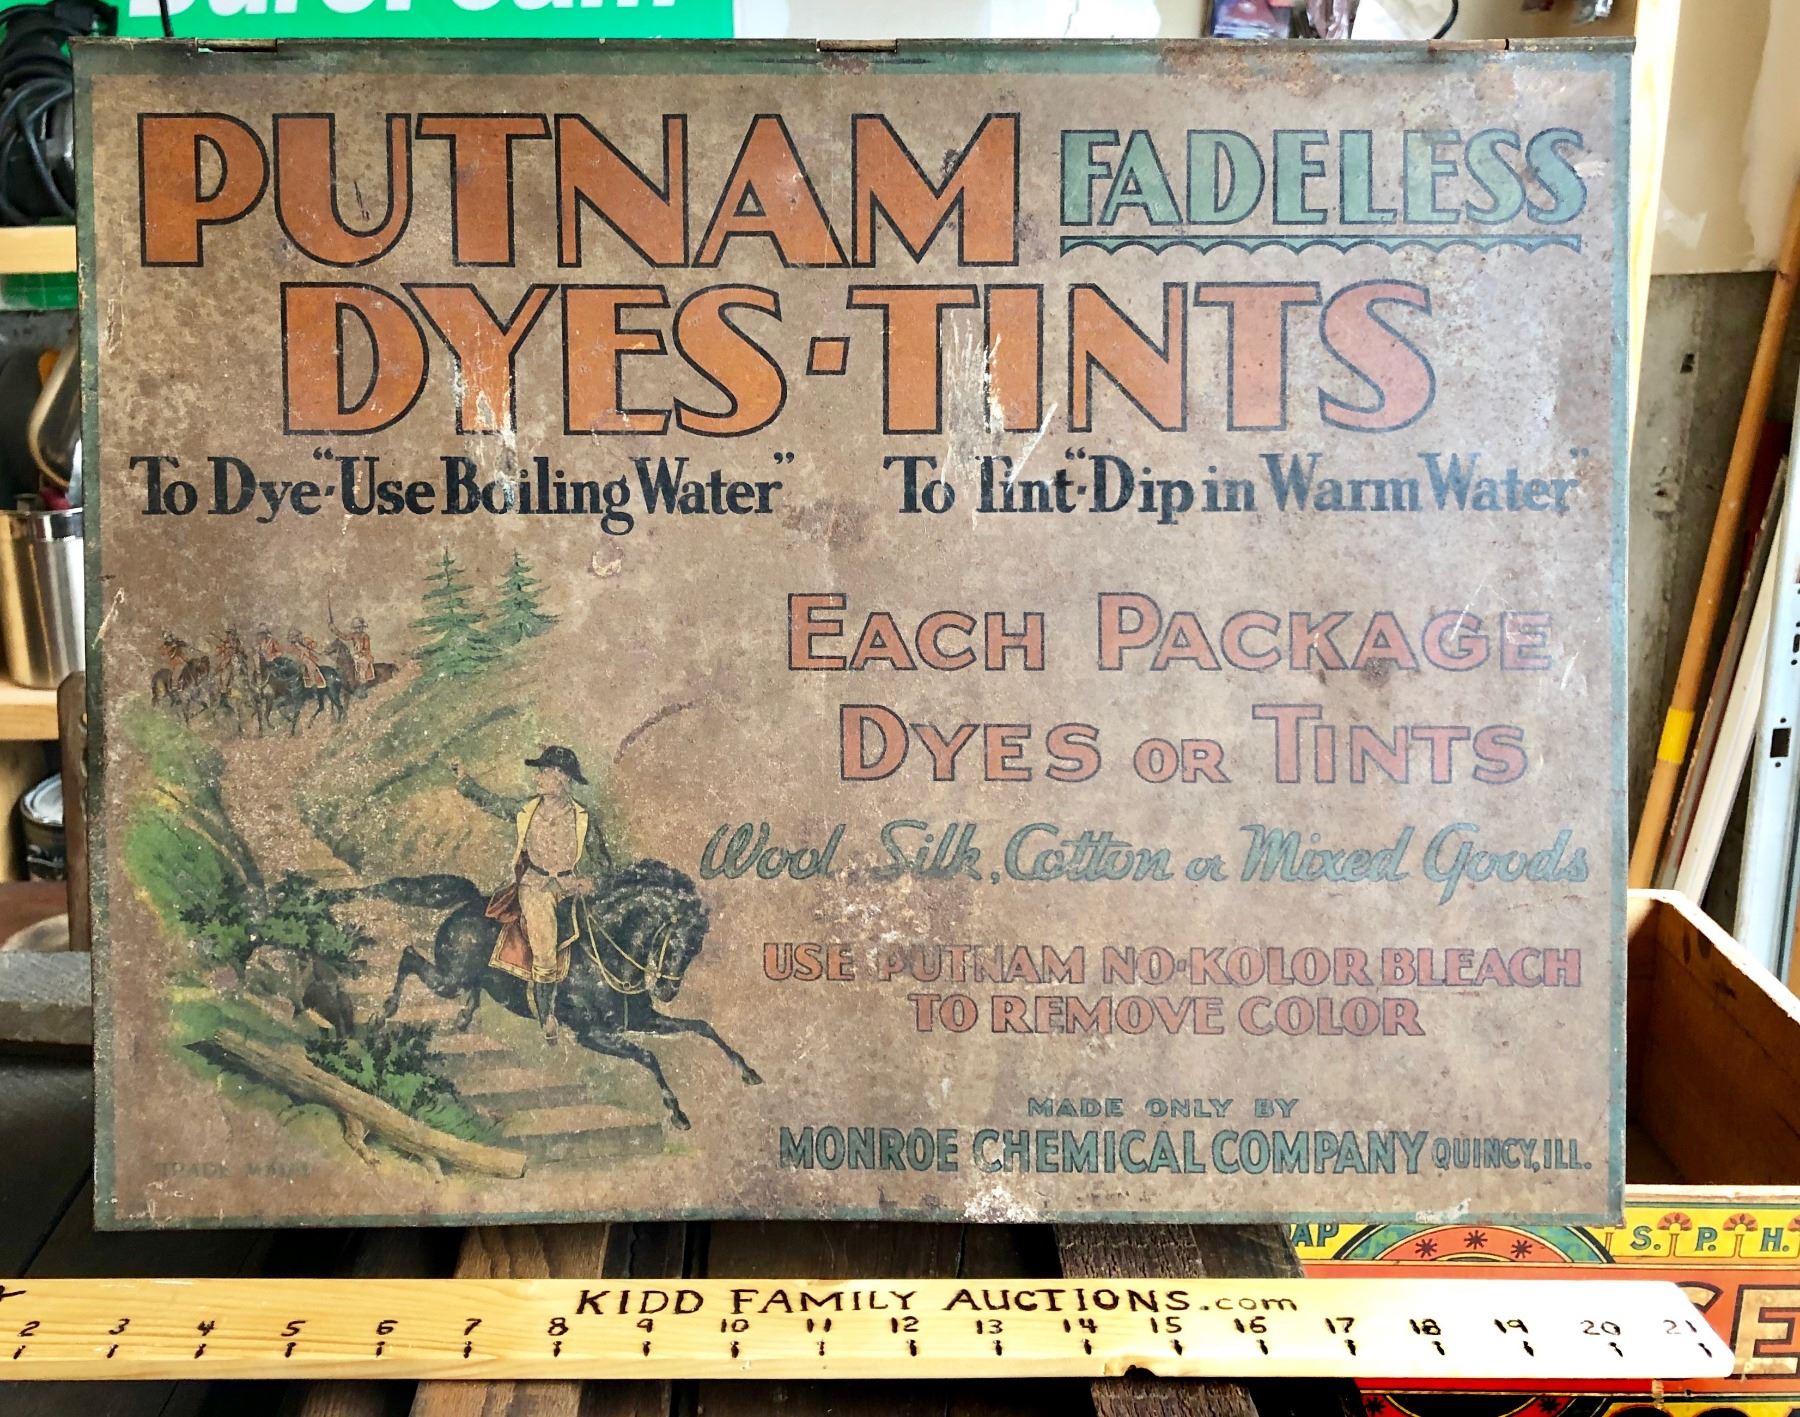 PUTNAM FADELESS
DYES·TINTS
To Dye-"Use Boiling Water" To Tint-"Dip in Warm Water"
EACH PACKAGE
DYES OR TINTS
Wool Silk, Cotton or Mixed Goods
USE PUTNAM NO-KOLOR BLEACH
TO REMOVE COLOR
MADE ONLY BY
MONROE CHEMICAL COMPANY QUINCY, ILL.
TRADE MARK
S. P. H.
KIDD FAMILY AUCTIONS.com
2 3 4 5 6 7 8 9 10 11 12 13 14 15 16 17 18 19 20 21